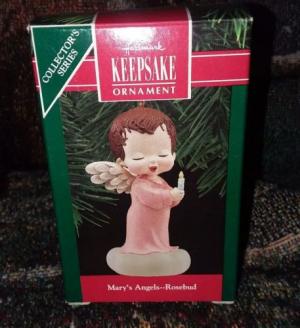 COLLECTOR'S
SERIES
Hallmark
KEEPSAKE
ORNAMENT
Mary's Angels--Rosebud